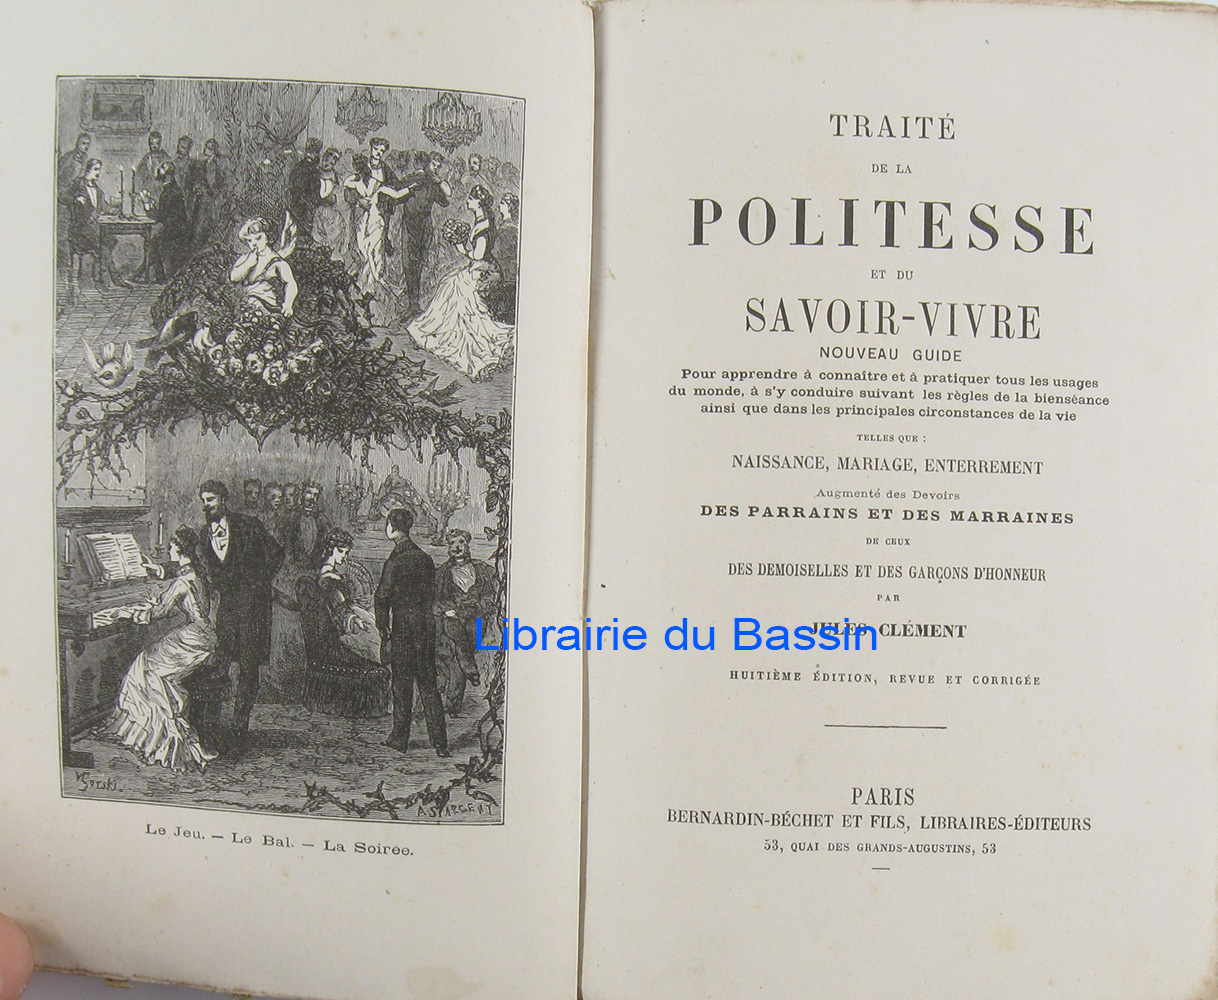 Gorski
A. SARGENT
Le Jeu. — Le Bal. — La Soirée.
TRAITÉ
DE LA
POLITESSE
ET DU
SAVOIR-VIVRE
NOUVEAU GUIDE
Pour apprendre à connaître et à pratiquer tous les usages
du monde, à s'y conduire suivant les règles de la bienséance
ainsi que dans les principales circonstances de la vie
TELLES QUE :
NAISSANCE, MARIAGE, ENTERREMENT
Augmenté des Devoirs
DES PARRAINS ET DES MARRAINES
DE CEUX
DES DEMOISELLES ET DES GARÇONS D'HONNEUR
PAR
JULES CLÉMENT
Librairie du Bassin
HUITIÈME ÉDITION, REVUE ET CORRIGÉE
PARIS
BERNARDIN-BÉCHET ET FILS, LIBRAIRES-ÉDITEURS
53, QUAI DES GRANDS-AUGUSTINS, 53